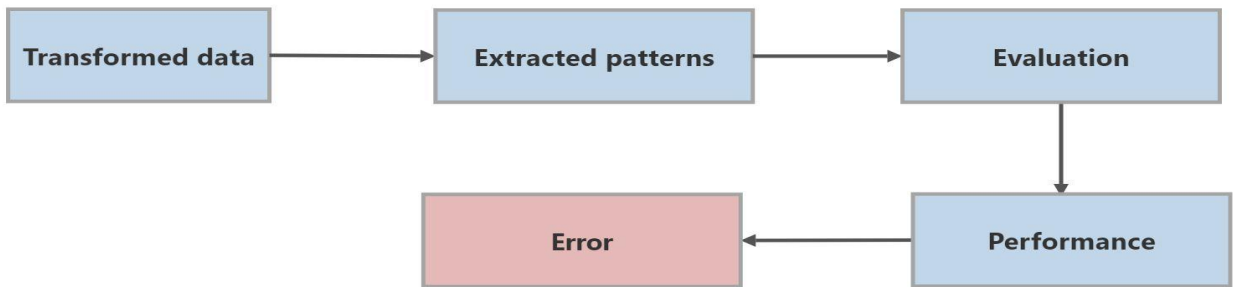 Transformed data
Extracted patterns
Evaluation
Performance
Error